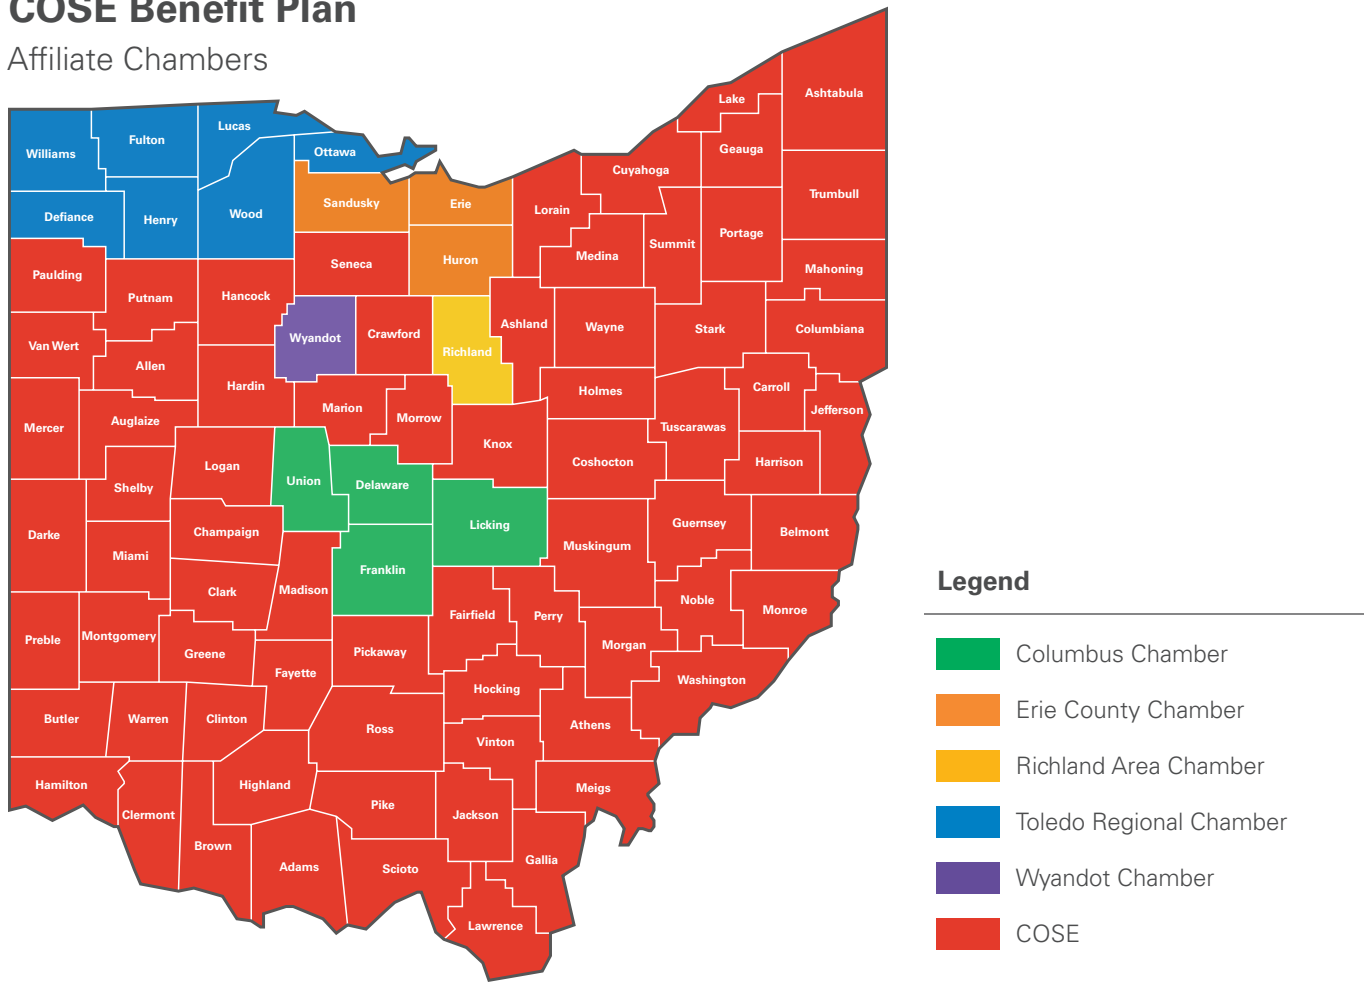 COSE Benefit Plan
Affiliate Chambers
Lake
Ashtabula
Lucas
Fulton
Williams
Ottawa
Geauga
Cuyahoga
Trumbull
Sandusky
Erie
Lorain
Defiance
Henry
Wood
Portage
Summit
Medina
Huron
Seneca
Mahoning
Paulding
Putnam
Hancock
Ashland
Wayne
Stark
Columbiana
Wyandot
Crawford
Richland
Van Wert
Allen
Hardin
Holmes
Carroll
Jefferson
Marion
Morrow
Auglaize
Mercer
Tuscarawas
Knox
Coshocton
Harrison
Logan
Union
Delaware
Shelby
Licking
Guernsey
Belmont
Champaign
Darke
Muskingum
Miami
Franklin
Clark
Madison
Noble
Monroe
Fairfield
Perry
Preble
Montgomery
Greene
Pickaway
Morgan
Fayette
Washington
Hocking
Butler
Warren
Clinton
Ross
Athens
Vinton
Hamilton
Highland
Meigs
Pike
Clermont
Jackson
Brown
Gallia
Adams
Scioto
Lawrence
Legend
Columbus Chamber
Erie County Chamber
Richland Area Chamber
Toledo Regional Chamber
Wyandot Chamber
COSE